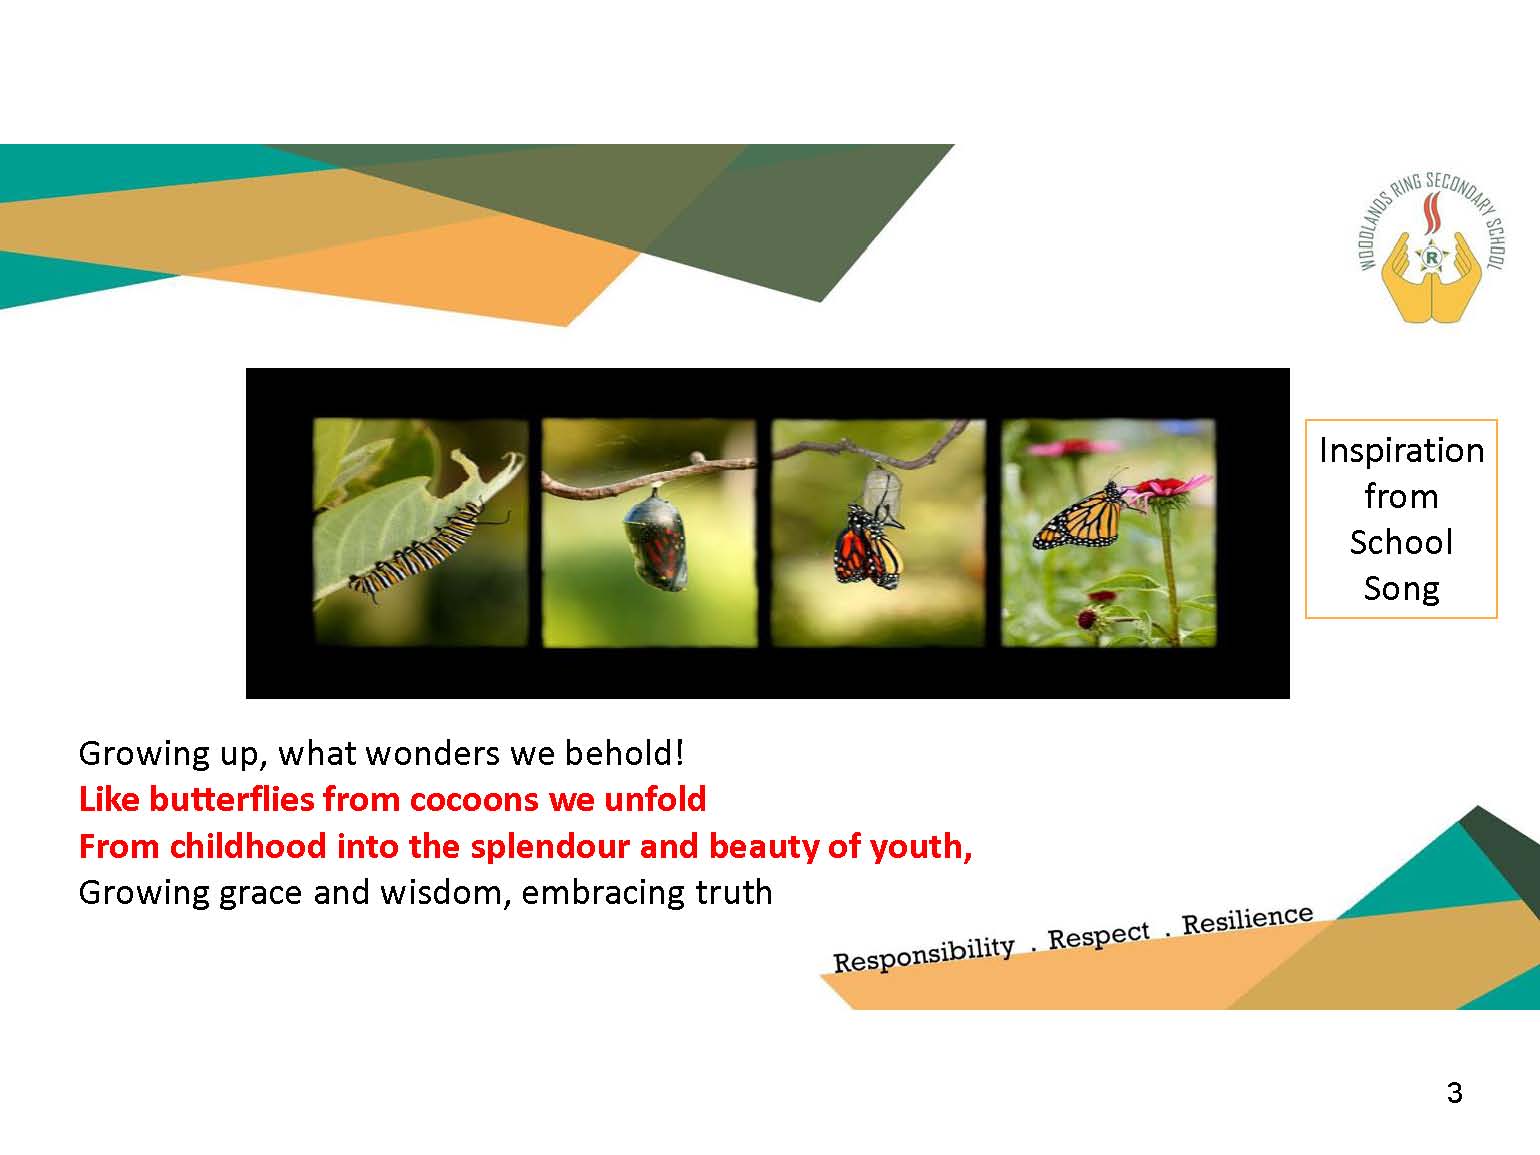 WOODLANDS RING SECONDARY SCHOOL
R
Inspiration
from
School
Song
Growing up, what wonders we behold!
Like butterflies from cocoons we unfold
From childhood into the splendour and beauty of youth,
Growing grace and wisdom, embracing truth
Responsibility . Respect . Resilience
3